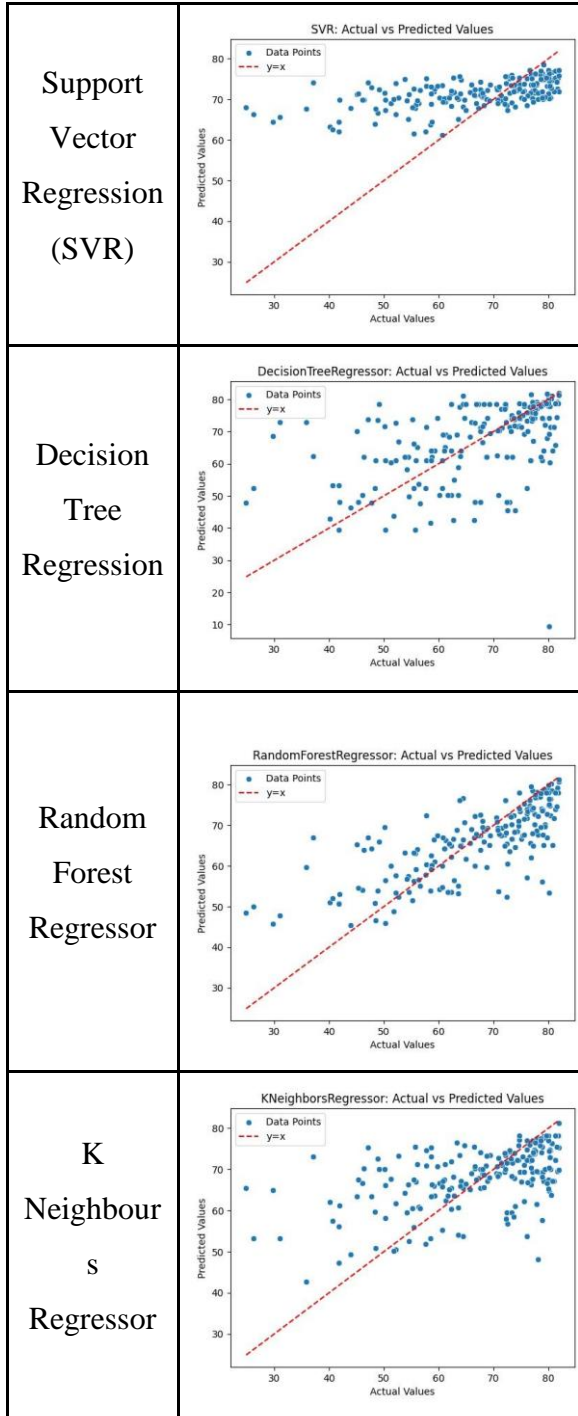 Support
Vector
Regression
(SVR)
SVR: Actual vs Predicted Values
Data Points
y=x
80
70
60
50
40
30
Predicted Values
30
40
50
60
70
80
Actual Values
Decision
Tree
Regression
DecisionTreeRegressor: Actual vs Predicted Values
Data Points
y=x
80
70
60
50
40
30
20
10
Predicted Values
30
40
50
60
70
80
Actual Values
Random
Forest
Regressor
RandomForestRegressor: Actual vs Predicted Values
Data Points
y=x
80
70
60
50
40
30
Predicted Values
30
40
50
60
70
80
Actual Values
K
Neighbour
s
Regressor
KNeighborsRegressor: Actual vs Predicted Values
Data Points
y=x
80
70
60
50
40
30
Predicted Values
30
40
50
60
70
80
Actual Values